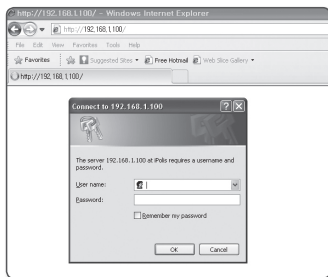 http://192.168.1.100/ - Windows Internet Explorer
http://192.168.1.100/
File Edit View Favorites Tools Help
Favorites Suggested Sites Free Hotmail Web Slice Gallery
http://192.168.1.100/
Connect to 192.168.1.100
The server 192.168.1.100 at iPolis requires a username and
password.
User name:
Password:
Remember my password
OK Cancel